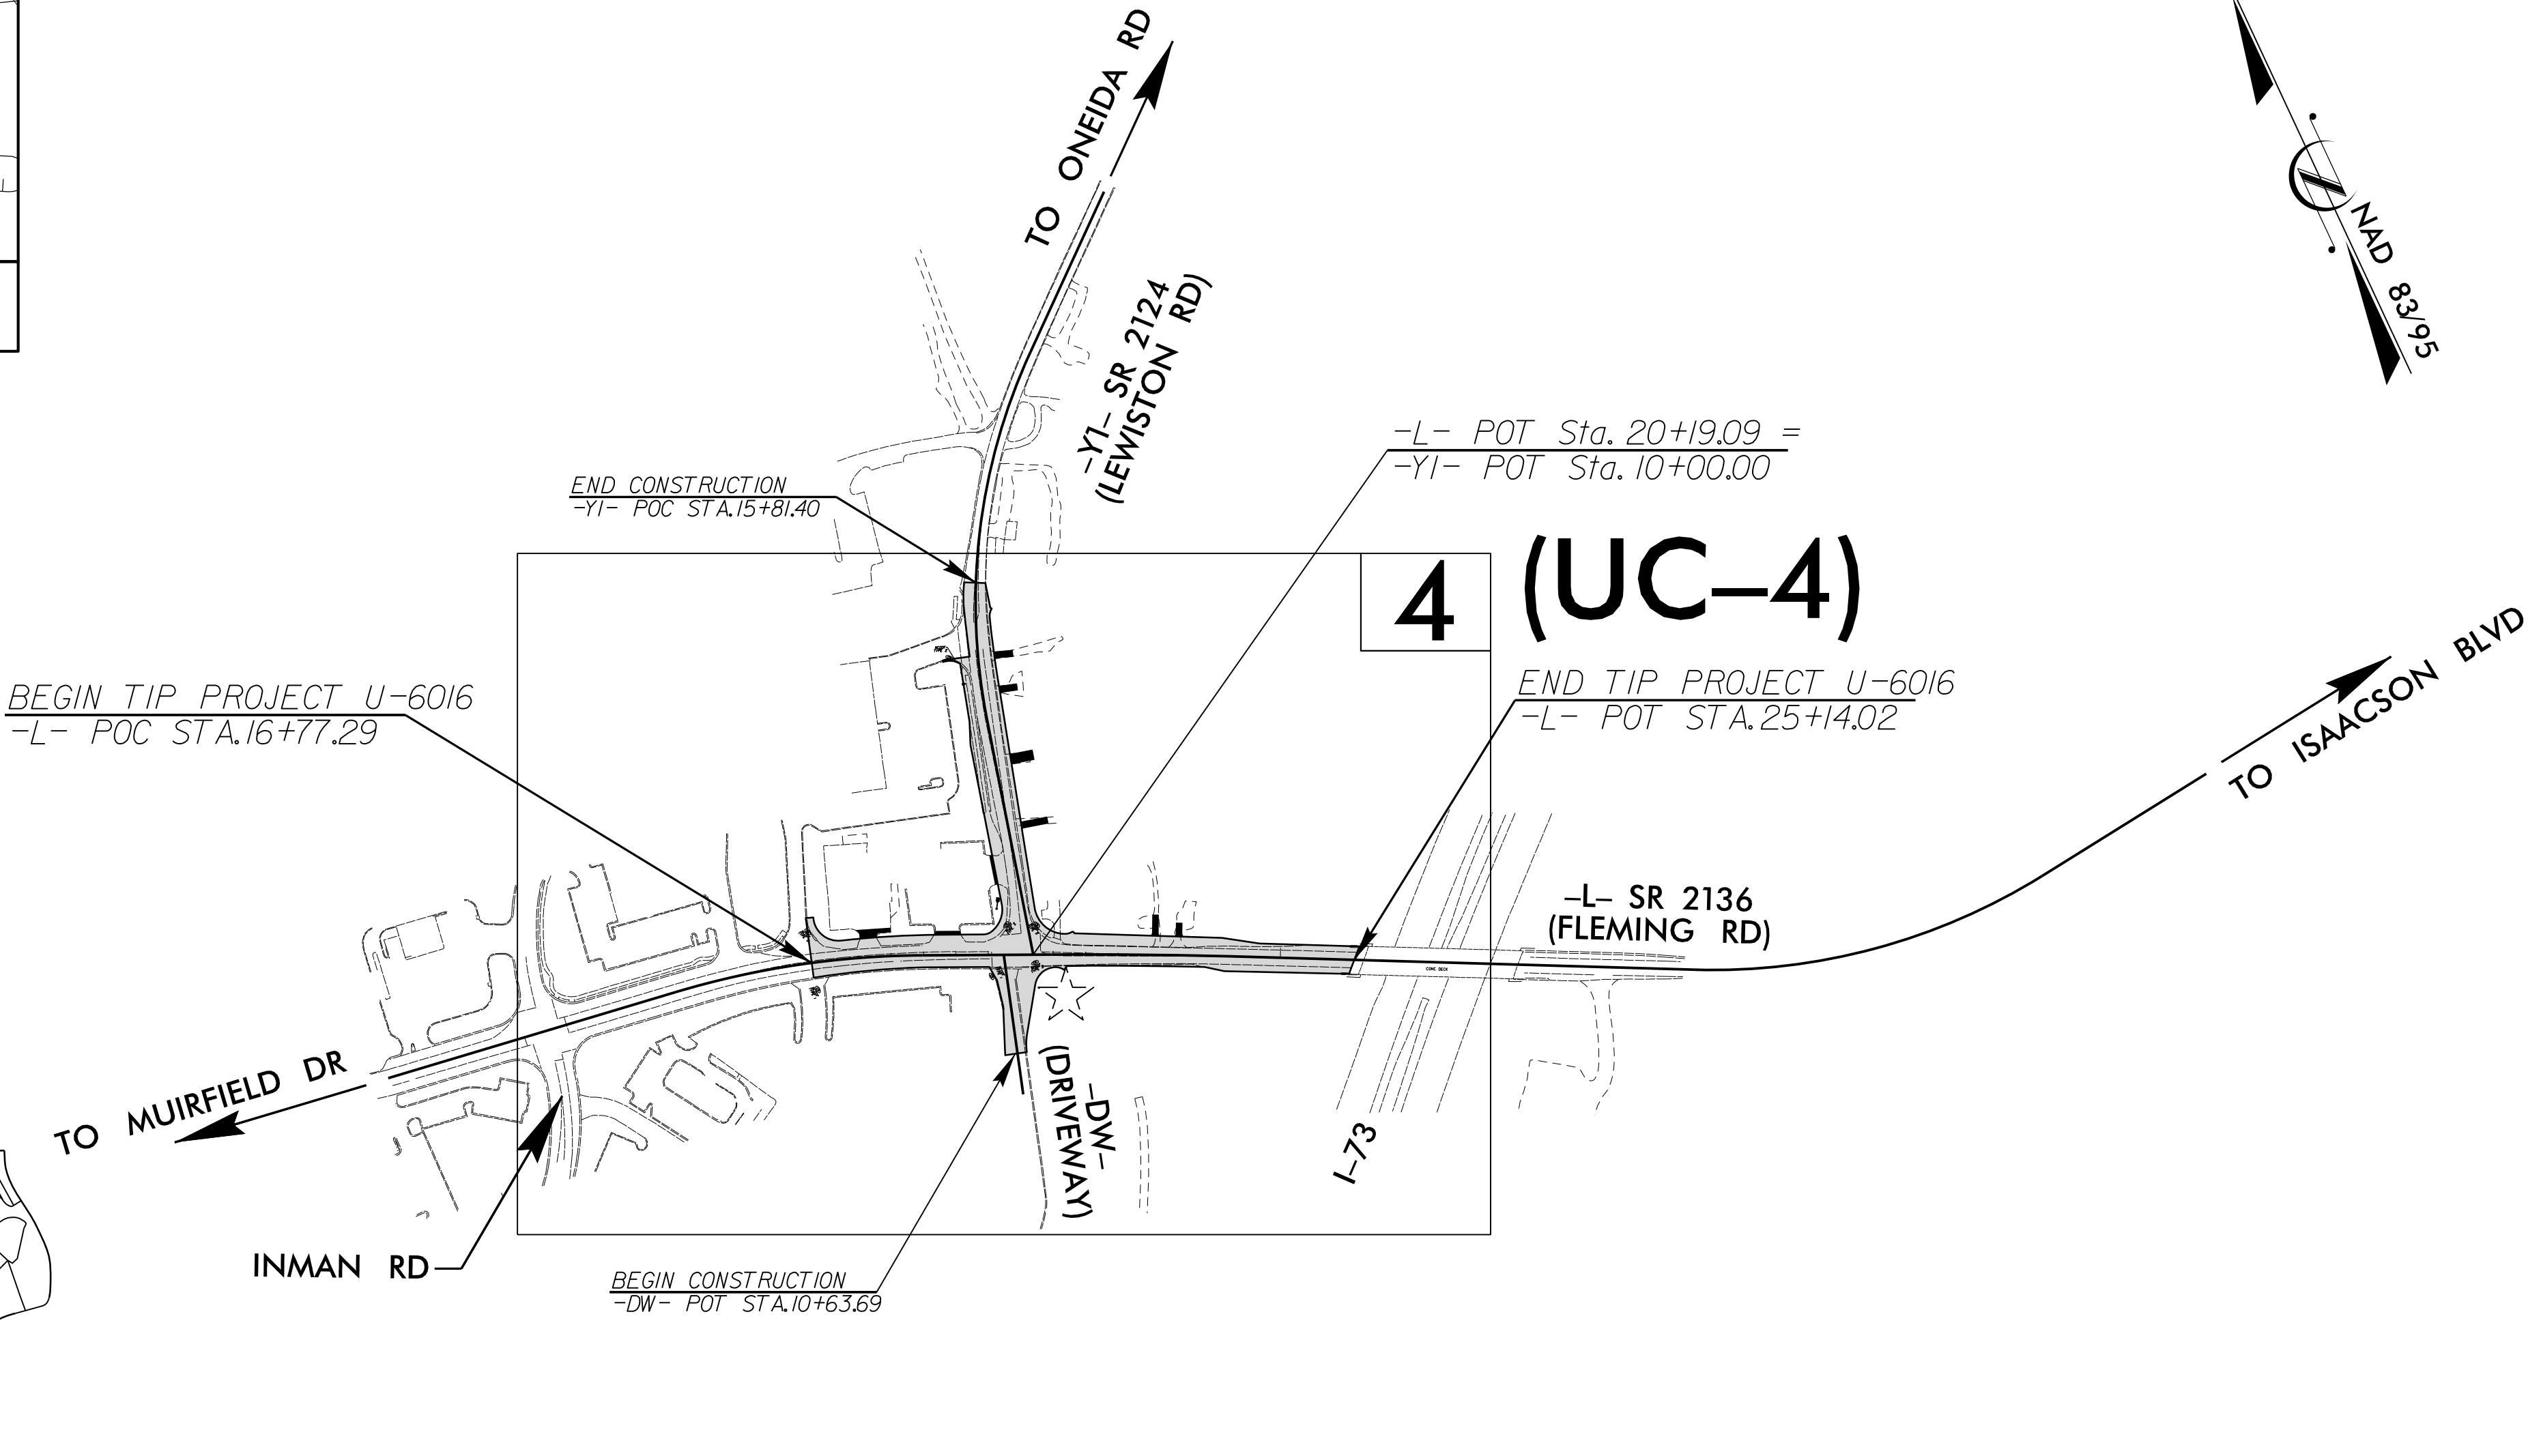 TO ONEIDA RD
N
NAD 83/95
-Y1- SR 2124
(LEWISTON RD)
-L- POT Sta. 20+19.09 =
-Y1- POT Sta. 10+00.00
END CONSTRUCTION
-Y1- POC STA.15+81.40
4
(UC-4)
BEGIN TIP PROJECT U-6016
-L- POC STA.16+77.29
END TIP PROJECT U-6016
-L- POT STA.25+14.02
TO ISAACSON BLVD
-L- SR 2136
(FLEMING RD)
CONC DECK
TO MUIRFIELD DR
-DW-
(DRIVEWAY)
I-73
INMAN RD
BEGIN CONSTRUCTION
-DW- POT STA.10+63.69